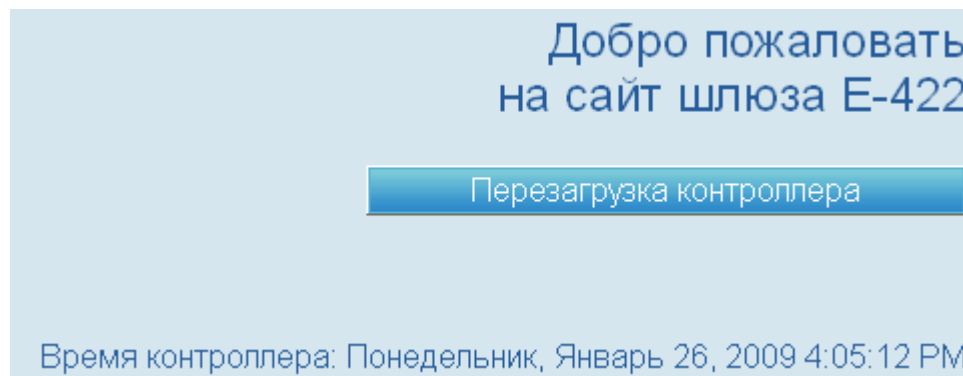 Добро пожаловать
на сайт шлюза Е-422
Перезагрузка контроллера
Время контроллера: Понедельник, Январь 26, 2009 4:05:12 PM